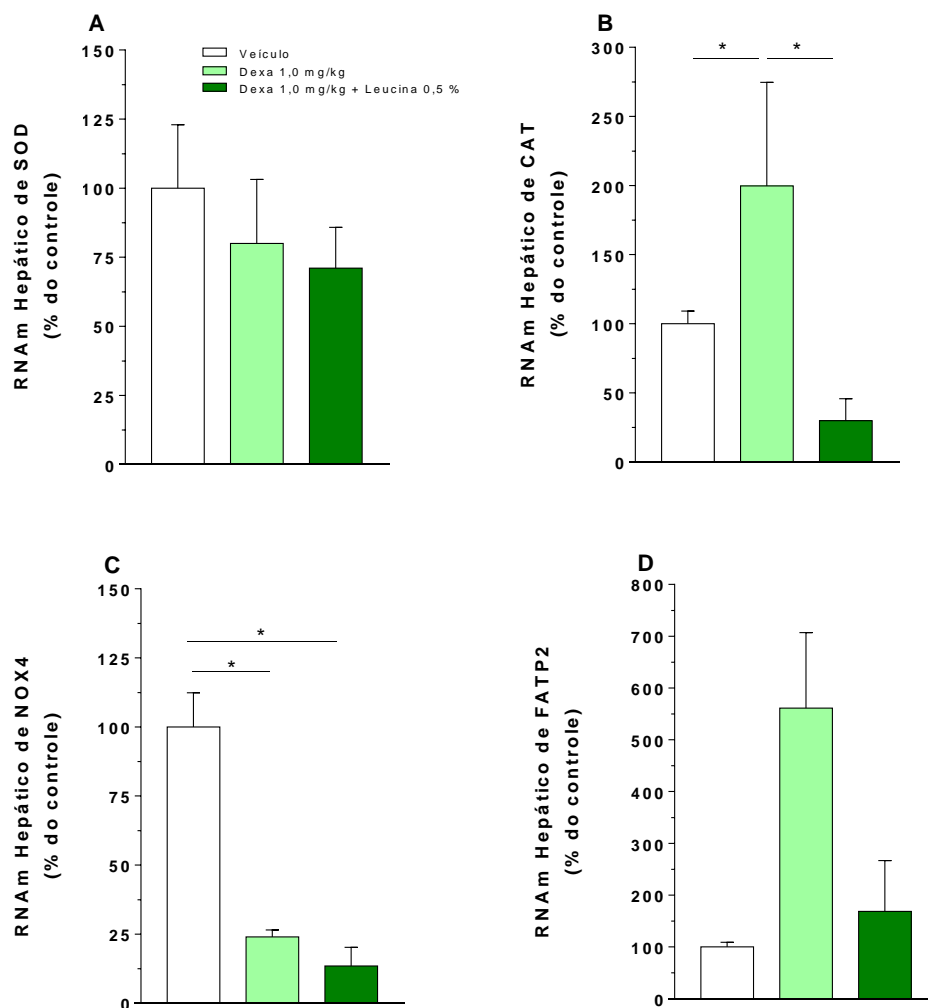 A
RNAm Hepático de SOD
(% do controle)
150
125
100
75
50
25
0
Veículo
Dexa 1,0 mg/kg
Dexa 1,0 mg/kg + Leucina 0,5 %
B
RNAm Hepático de CAT
(% do controle)
300
250
200
150
100
50
0
*
*
C
RNAm Hepático de NOX4
(% do controle)
150
125
100
75
50
25
0
*
*
D
RNAm Hepático de FATP2
(% do controle)
800
700
600
500
400
300
200
100
0